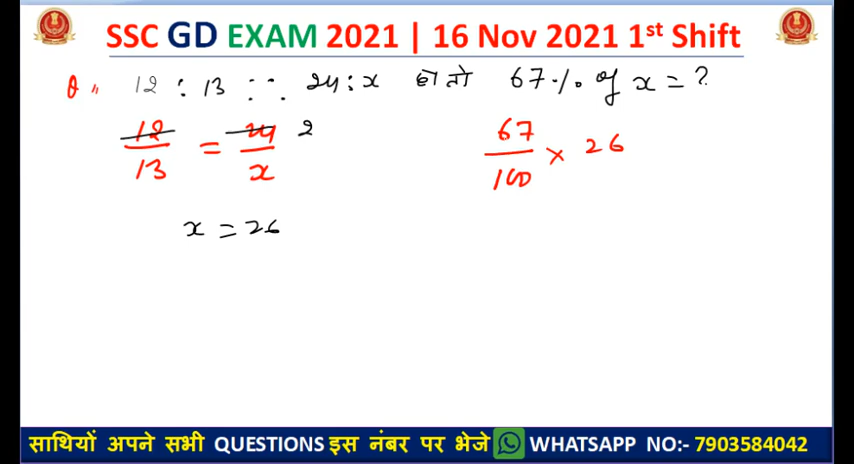 SSC GD EXAM 2021 | 16 Nov 2021 1st Shift
Q" 12 : 13 :: 24 : x हो तो 67% of x = ?
12/13 = 24/x 2
67/100 × 26
x = 26
साथियों अपने सभी QUESTIONS इस नंबर पर भेजे WHATSAPP NO:- 7903584042